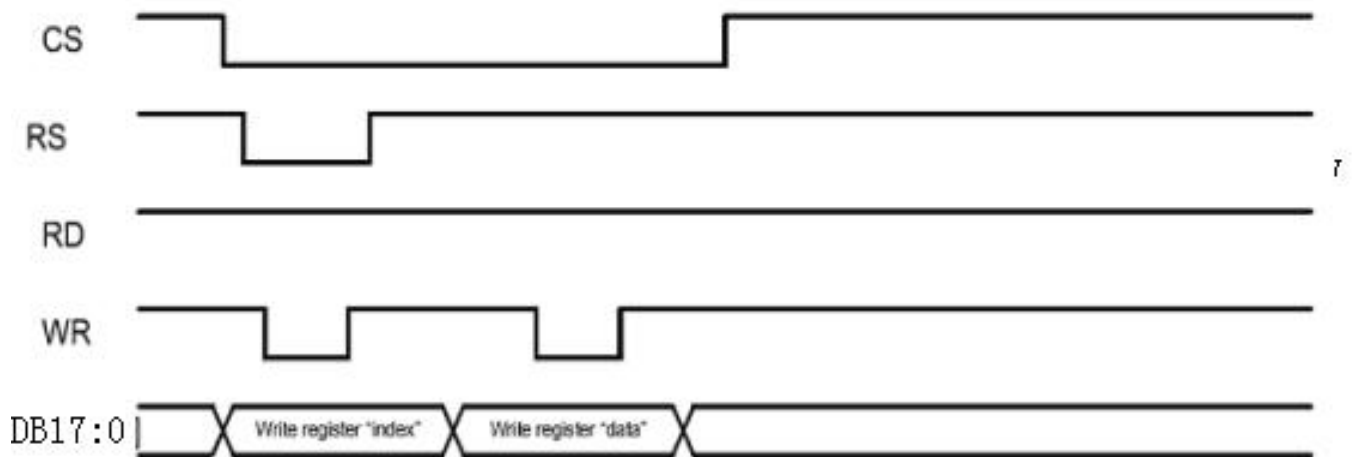 CS
RS
RD
WR
DB17:0
Write register "index"
Write register "data"